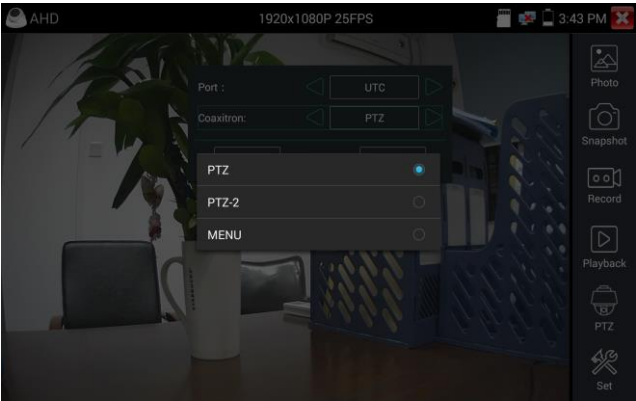 AHD
1920x1080P 25FPS
3:43 PM
Port :
UTC
Coaxitron:
PTZ
PTZ
PTZ-2
MENU
Photo
Snapshot
Record
Playback
PTZ
Set